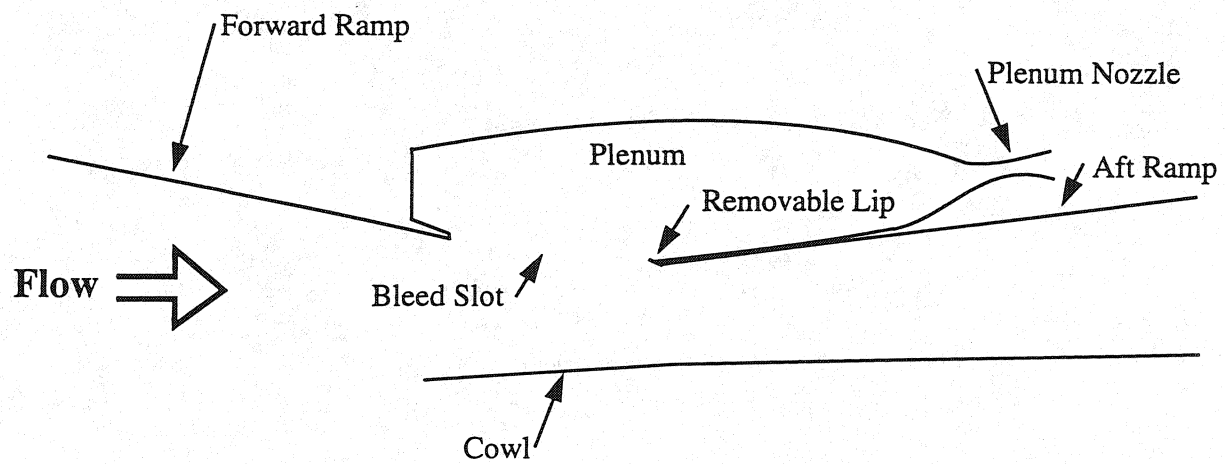 Forward Ramp
Plenum Nozzle
Plenum
Aft Ramp
Removable Lip
Flow
Bleed Slot
Cowl